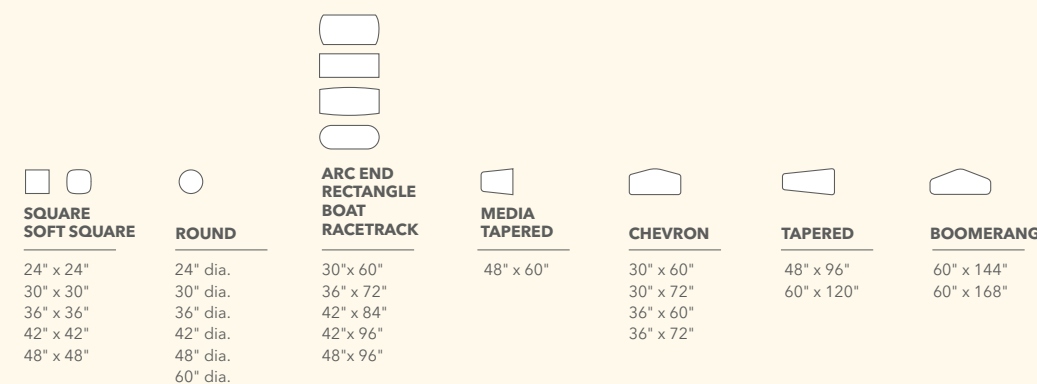 SQUARE
SOFT SQUARE
24" x 24"
30" x 30"
36" x 36"
42" x 42"
48" x 48"
ROUND
24" dia.
30" dia.
36" dia.
42" dia.
48" dia.
60" dia.
ARC END
RECTANGLE
BOAT
RACETRACK
30"x 60"
36" x 72"
42" x 84"
42"x 96"
48"x 96"
MEDIA
TAPERED
48" x 60"
CHEVRON
30" x 60"
30" x 72"
36" x 60"
36" x 72"
TAPERED
48" x 96"
60" x 120"
BOOMERANG
60" x 144"
60" x 168"